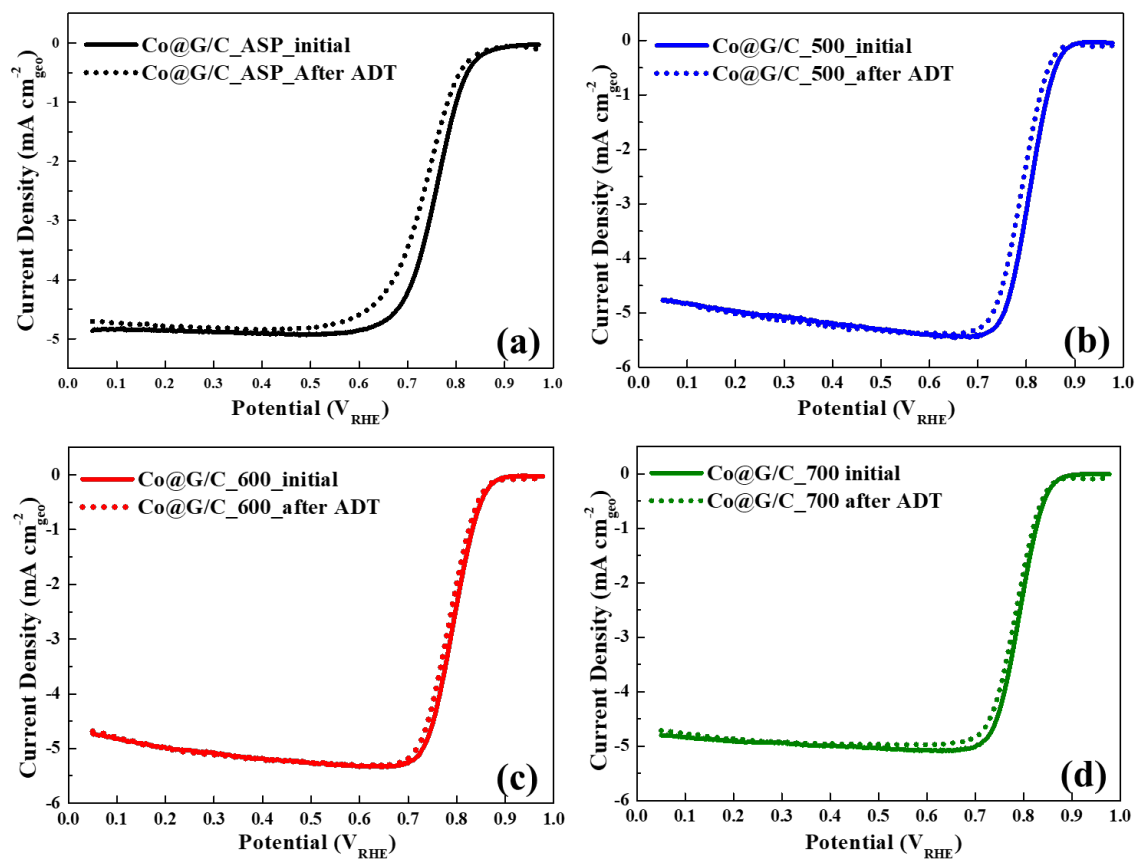 Co@G/C_ASP_initial
Co@G/C_ASP_After ADT
Current Density (mA cm⁻²geo)
0
-1
-2
-3
-4
-5
0.0 0.1 0.2 0.3 0.4 0.5 0.6 0.7 0.8 0.9 1.0
Potential (VRHE)
(a)
Co@G/C_500_initial
Co@G/C_500_after ADT
Current Density (mA cm⁻²geo)
0
-1
-2
-3
-4
-5
-6
0.0 0.1 0.2 0.3 0.4 0.5 0.6 0.7 0.8 0.9 1.0
Potential (VRHE)
(b)
Co@G/C_600_initial
Co@G/C_600_after ADT
Current Density (mA cm⁻²geo)
0
-1
-2
-3
-4
-5
-6
0.0 0.1 0.2 0.3 0.4 0.5 0.6 0.7 0.8 0.9 1.0
Potential (VRHE)
(c)
Co@G/C_700 initial
Co@G/C_700 after ADT
Current Density (mA cm⁻²geo)
0
-1
-2
-3
-4
-5
-6
0.0 0.1 0.2 0.3 0.4 0.5 0.6 0.7 0.8 0.9 1.0
Potential (VRHE)
(d)